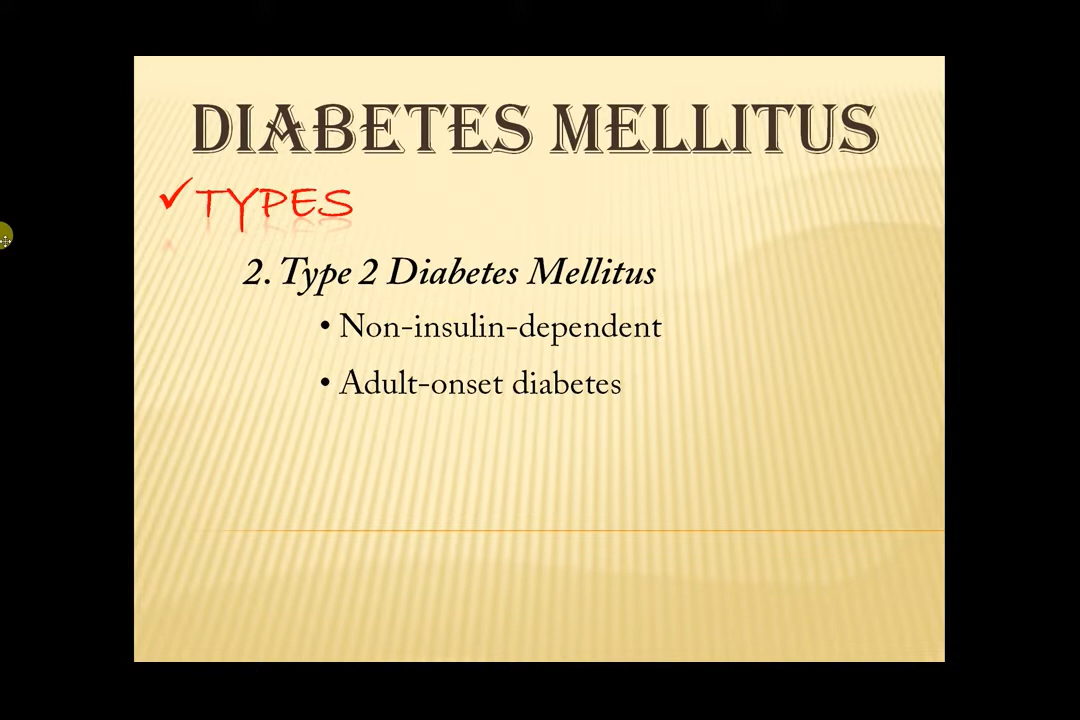 DIABETES MELLITUS
✓TYPES
2. Type 2 Diabetes Mellitus
• Non-insulin-dependent
• Adult-onset diabetes